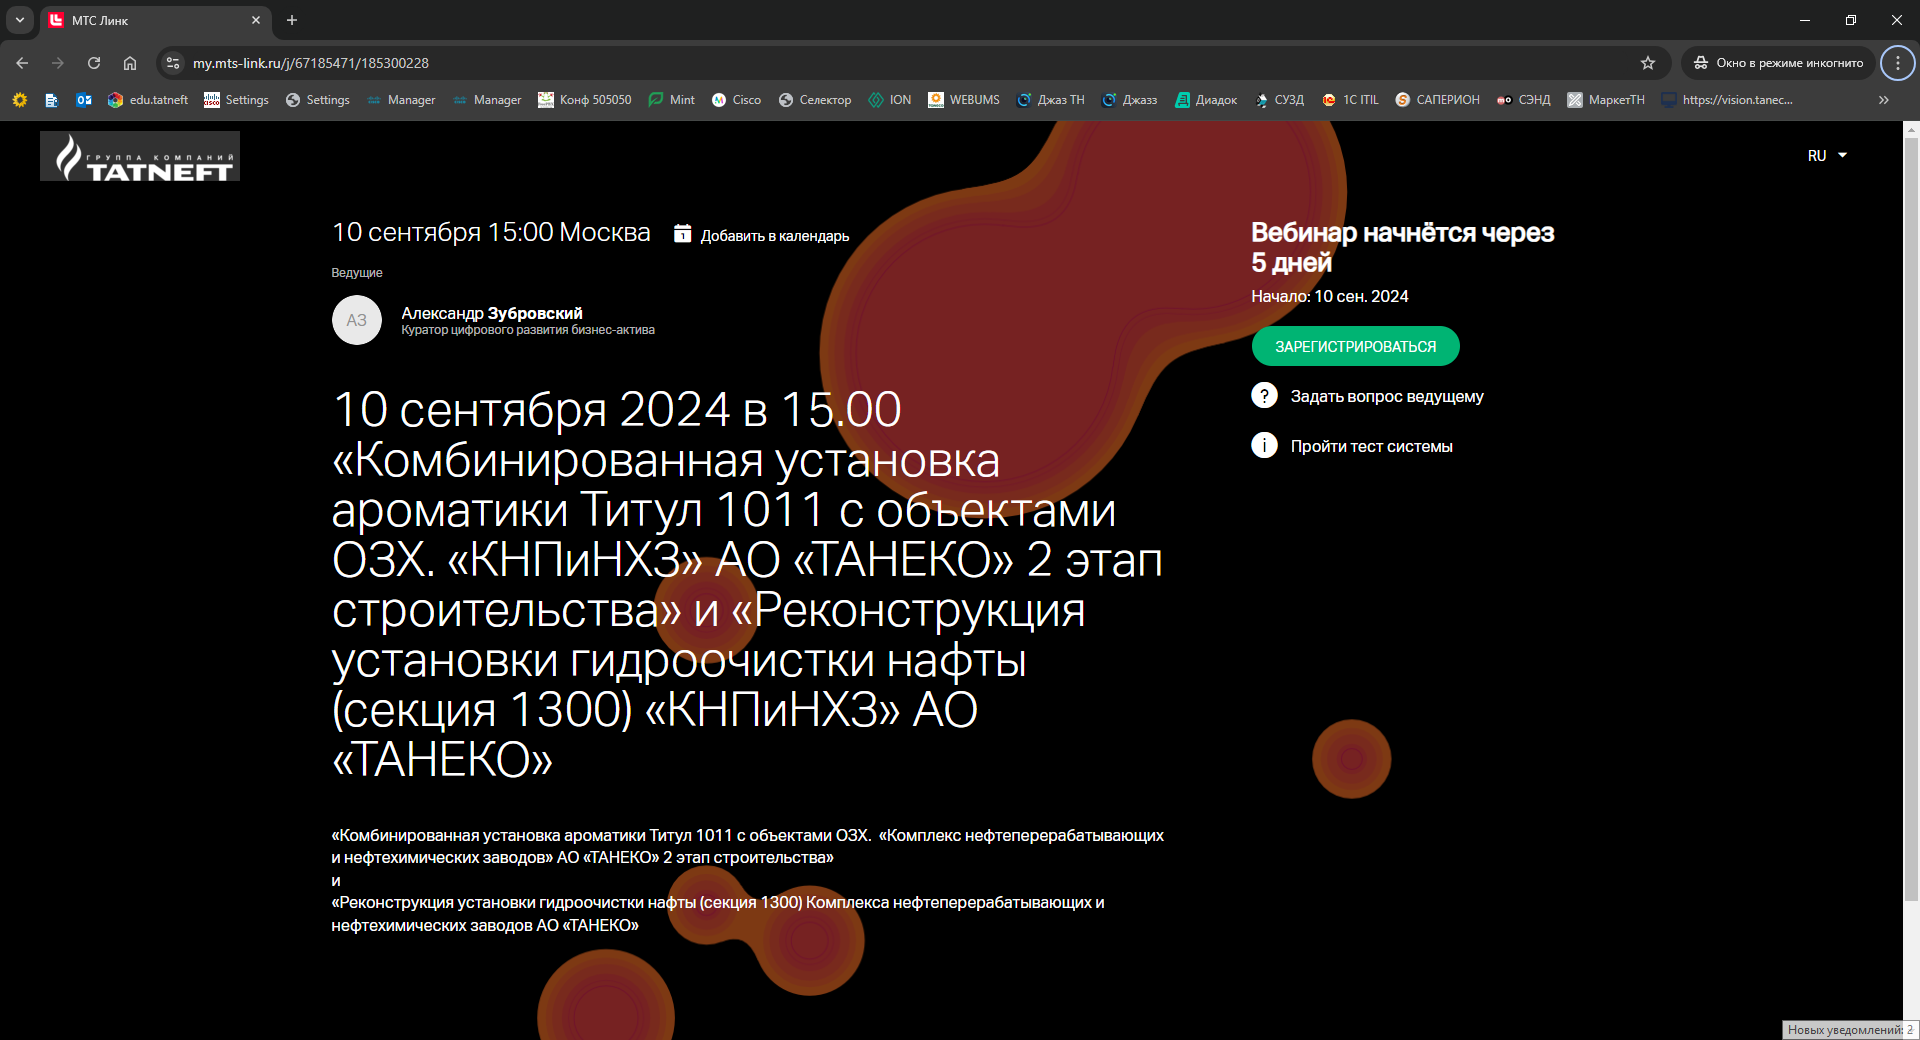 МТС Линк
my.mts-link.ru/j/67185471/185300228
Окно в режиме инкогнито
edu.tatneft
Settings
Settings
Manager
Manager
Конф 505050
Mint
Cisco
Селектор
ION
WEBUMS
Джаз ТН
Джазз
Диадок
СУЗД
1С ITIL
САПЕРИОН
СЭНД
МаркетТН
https://vision.tanec...
ГРУППА КОМПАНИЙ
TATNEFT
RU
10 сентября 15:00 Москва
Добавить в календарь
Ведущие
АЗ
Александр Зубровский
Куратор цифрового развития бизнес-актива
10 сентября 2024 в 15.00
«Комбинированная установка
ароматики Титул 1011 с объектами
ОЗХ. «КНПиНХЗ» АО «ТАНЕКО» 2 этап
строительства» и «Реконструкция
установки гидроочистки нафты
(секция 1300) «КНПиНХЗ» АО
«ТАНЕКО»
«Комбинированная установка ароматики Титул 1011 с объектами ОЗХ. «Комплекс нефтеперерабатывающих
и нефтехимических заводов» АО «ТАНЕКО» 2 этап строительства»
и
«Реконструкция установки гидроочистки нафты (секция 1300) Комплекса нефтеперерабатывающих и
нефтехимических заводов АО «ТАНЕКО»
Вебинар начнётся через
5 дней
Начало: 10 сен. 2024
ЗАРЕГИСТРИРОВАТЬСЯ
Задать вопрос ведущему
Пройти тест системы
Новых уведомлений: 2